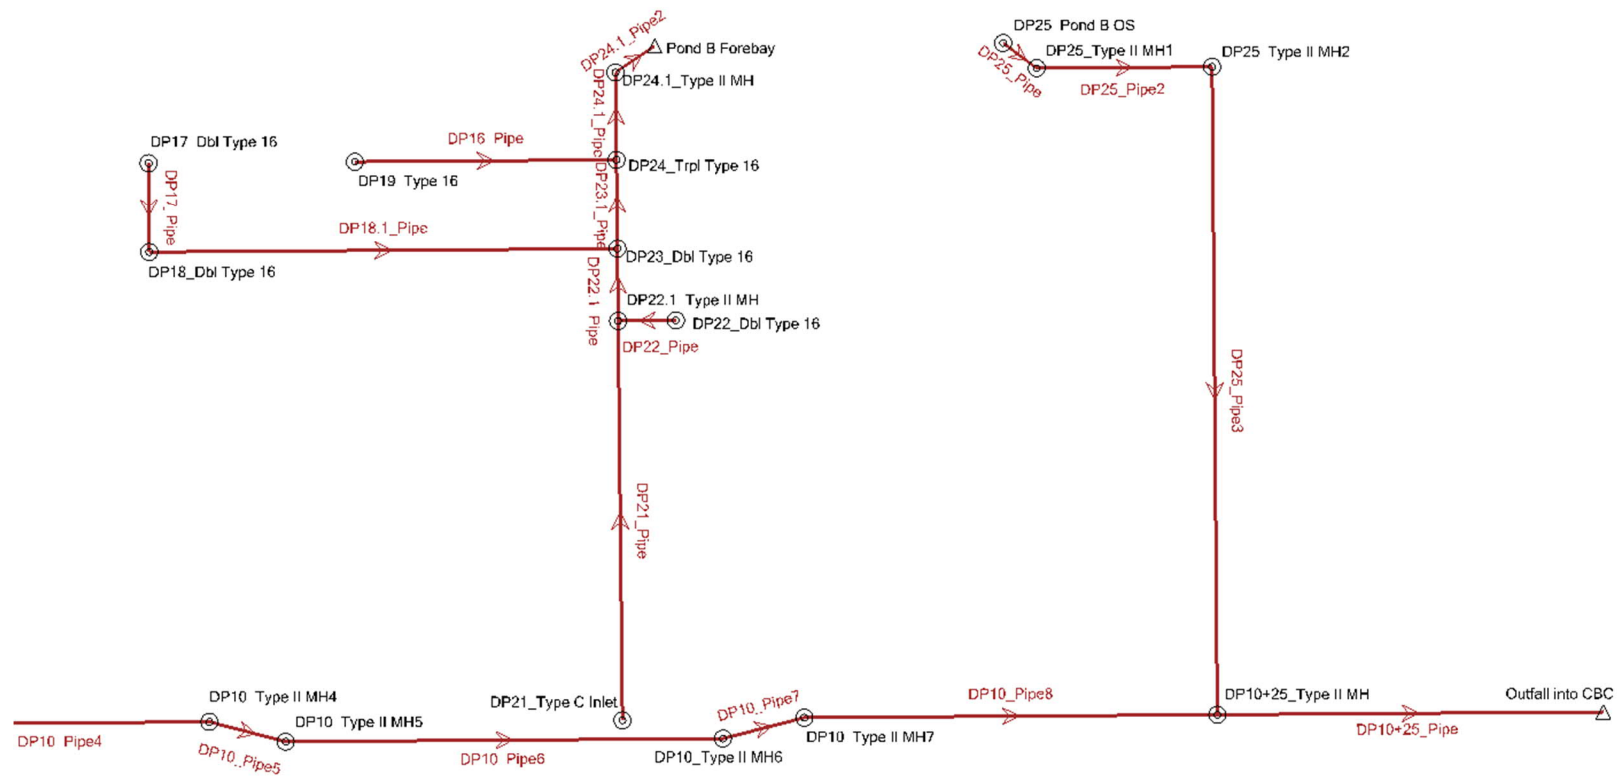 DP24.1_Pipe2
Pond B Forebay
DP24.1_Type II MH
DP24.1_Pipe
DP25 Pond B OS
DP25_Type II MH1
DP25_Pipe
DP25_Pipe2
DP25 Type II MH2
DP17 Dbl Type 16
DP16 Pipe
DP19 Type 16
DP24_Trpl Type 16
DP17_Pipe
DP23.1_Pipe
DP18.1_Pipe
DP18_Dbl Type 16
DP23_Dbl Type 16
DP22.1 Pipe
DP22.1 Type II MH
DP22_Dbl Type 16
DP22_Pipe
DP25_Pipe3
DP21_Pipe
DP10 Type II MH4
DP10 Type II MH5
DP21_Type C Inlet
DP10_Pipe7
DP10_Pipe8
DP10+25_Type II MH
Outfall into CBC
DP10 Pipe4
DP10_Pipe5
DP10 Pipe6
DP10_Type II MH6
DP10 Type II MH7
DP10+25_Pipe